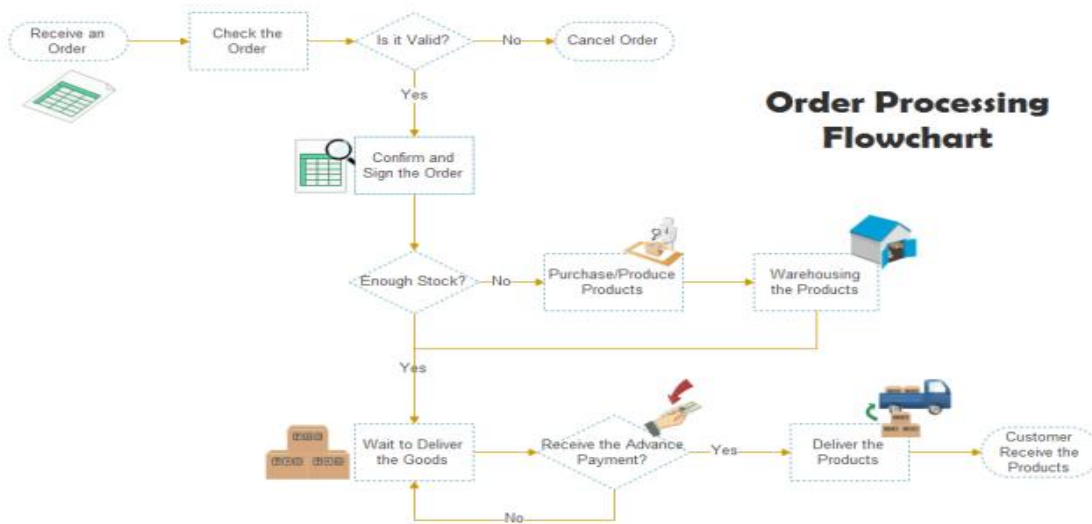 Receive an
Order
Check the
Order
Is it Valid?
No
Cancel Order
Yes
Order Processing
Flowchart
Confirm and
Sign the Order
Enough Stock?
No
Purchase/Produce
Products
Warehousing
the Products
Yes
Wait to Deliver
the Goods
Receive the Advance
Payment?
Yes
Deliver the
Products
Customer
Receive the
Products
No